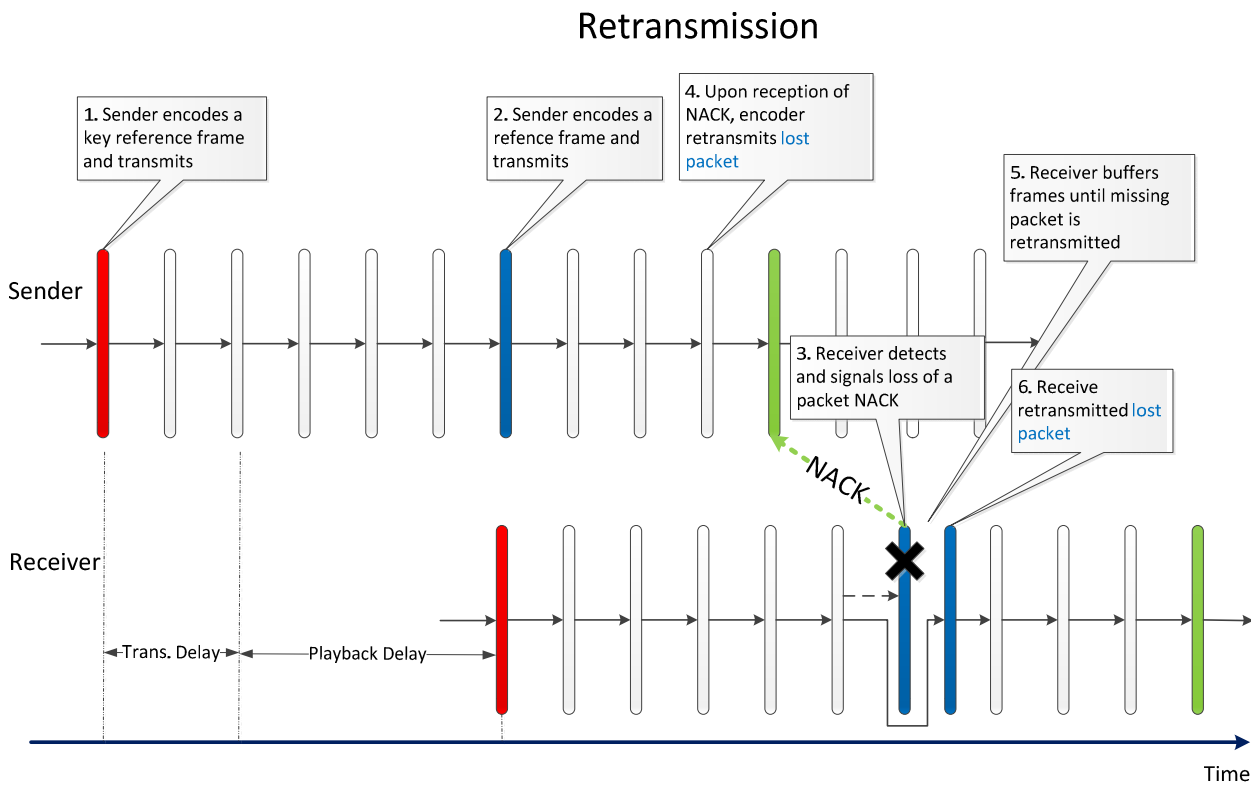 Retransmission
1. Sender encodes a
key reference frame
and transmits
2. Sender encodes a
refence frame and
transmits
4. Upon reception of
NACK, encoder
retransmits lost
packet
5. Receiver buffers
frames until missing
packet is
retransmitted
Sender
3. Receiver detects
and signals loss of a
packet NACK
6. Receive
retransmitted lost
packet
NACK
Receiver
Trans. Delay
Playback Delay
Time